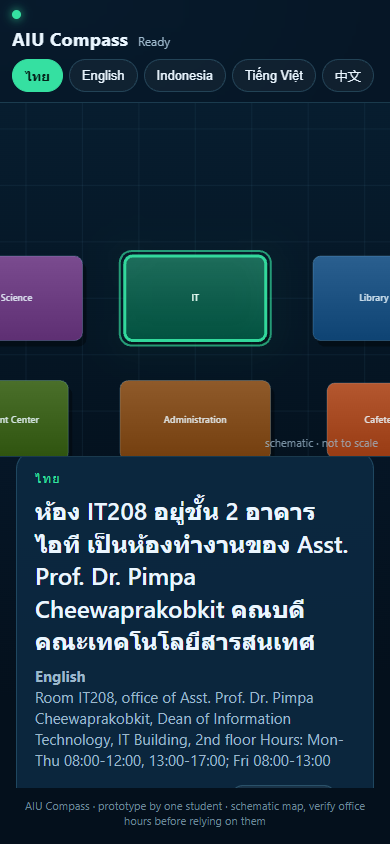 AIU Compass Ready
ไทย English Indonesia Tiếng Việt 中文
Science IT Library
nt Center Administration Cafete
schematic · not to scale
ไทย
ห้อง IT208 อยู่ชั้น 2 อาคาร
ไอที เป็นห้องทำงานของ Asst.
Prof. Dr. Pimpa
Cheewaprakobkit คณบดี
คณะเทคโนโลยีสารสนเทศ
English
Room IT208, office of Asst. Prof. Dr. Pimpa
Cheewaprakobkit, Dean of Information
Technology, IT Building, 2nd floor Hours: Mon-
Thu 08:00-12:00, 13:00-17:00; Fri 08:00-13:00
AIU Compass · prototype by one student · schematic map, verify office
hours before relying on them